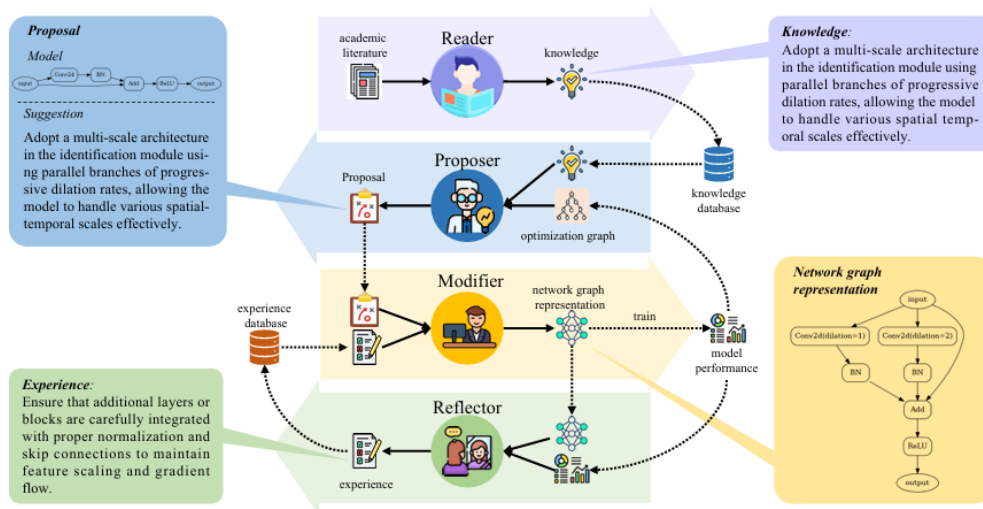 Proposal
Model
input
Conv2d
BN
Add
ReLU
output
Suggestion
Adopt a multi-scale architecture
in the identification module usi-
ng parallel branches of progres-
sive dilation rates, allowing the
model to handle various spatial-
temporal scales effectively.
academic
literature
Reader
knowledge
Knowledge:
Adopt a multi-scale architecture
in the identification module using
parallel branches of progressive
dilation rates, allowing the model
to handle various spatial temp-
oral scales effectively.
Proposal
Proposer
optimization graph
knowledge
database
experience
database
Modifier
network graph
representation
train
model
performance
Network graph
representation
input
Conv2d(dilation=1)
Conv2d(dilation=2)
BN
BN
Add
ReLU
output
Experience:
Ensure that additional layers or
blocks are carefully integrated
with proper normalization and
skip connections to maintain
feature scaling and gradient
flow.
Reflector
experience